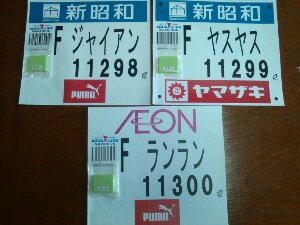 新昭和
F ジャイアン
11298
PUMA
新昭和
F ヤスヤス
11299
ヤマザキ
ÆON
F ランラン
11300
PUMA